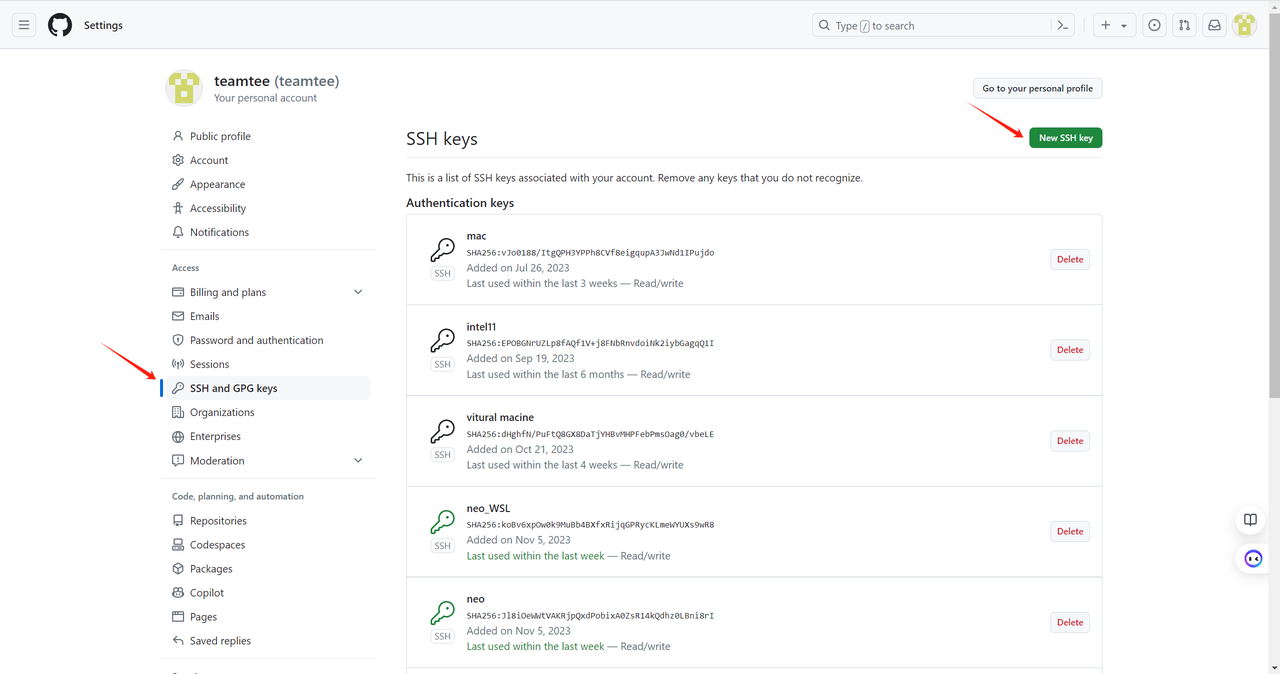 Settings
Type / to search
teamtee (teamtee)
Your personal account
Go to your personal profile
Public profile
Account
Appearance
Accessibility
Notifications
Access
Billing and plans
Emails
Password and authentication
Sessions
SSH and GPG keys
Organizations
Enterprises
Moderation
Code, planning, and automation
Repositories
Codespaces
Packages
Copilot
Pages
Saved replies
SSH keys
New SSH key
This is a list of SSH keys associated with your account. Remove any keys that you do not recognize.
Authentication keys
mac
SHA256:vJo0188/ItgQPH3YPPh8CVf8eigqupA3JwNd1IPujdo
Added on Jul 26, 2023
Last used within the last 3 weeks — Read/write
SSH
Delete
intel11
SHA256:EPOBGNrUZLp8fAQf1V+j8FNbRnvdoiNk2iybGagqQ1I
Added on Sep 19, 2023
Last used within the last 6 months — Read/write
SSH
Delete
vitural macine
SHA256:dHghfN/PuFtQ8GX8DaTjYHBvMHPFebPmsOag0/vbeLE
Added on Oct 21, 2023
Last used within the last 4 weeks — Read/write
SSH
Delete
neo_WSL
SHA256:koBv6xpOw0k9MuBb4BXfxRijqGPRycKLmeWYUXs9wR8
Added on Nov 5, 2023
Last used within the last week — Read/write
SSH
Delete
neo
SHA256:Jl8iOeWWtVAKRjpQxdPobixA0ZsR14kQdhz0LBni8rI
Added on Nov 5, 2023
Last used within the last week — Read/write
SSH
Delete